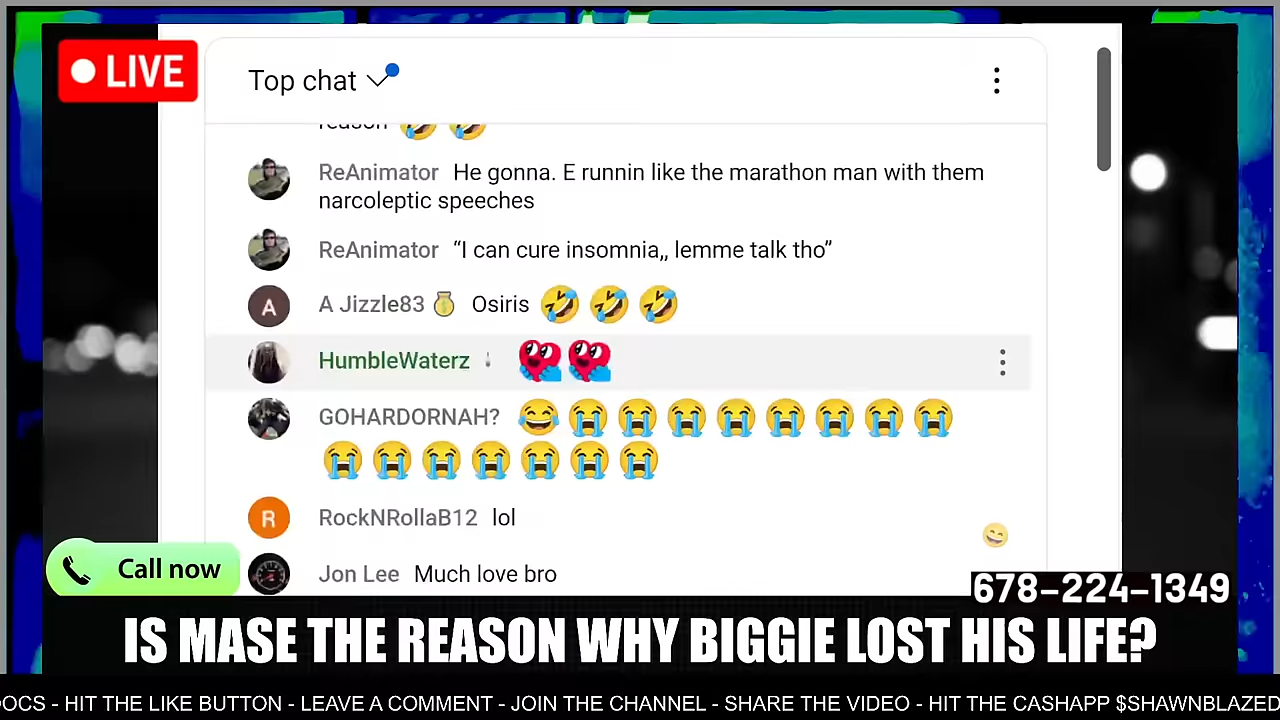 LIVE
Top chat
reason 🤣 🤣
ReAnimator He gonna. E runnin like the marathon man with them
narcoleptic speeches
ReAnimator “I can cure insomnia,, lemme talk tho”
A
A Jizzle83 Osiris 🤣 🤣 🤣
HumbleWaterz
GOHARDORNAH? 😂 😭 😭 😭 😭 😭 😭 😭 😭
😭 😭 😭 😭 😭 😭 😭
R
RockNRollaB12 lol
Call now
Jon Lee Much love bro
678-224-1349
IS MASE THE REASON WHY BIGGIE LOST HIS LIFE?
OCS - HIT THE LIKE BUTTON - LEAVE A COMMENT - JOIN THE CHANNEL - SHARE THE VIDEO - HIT THE CASHAPP $SHAWNBLAZED